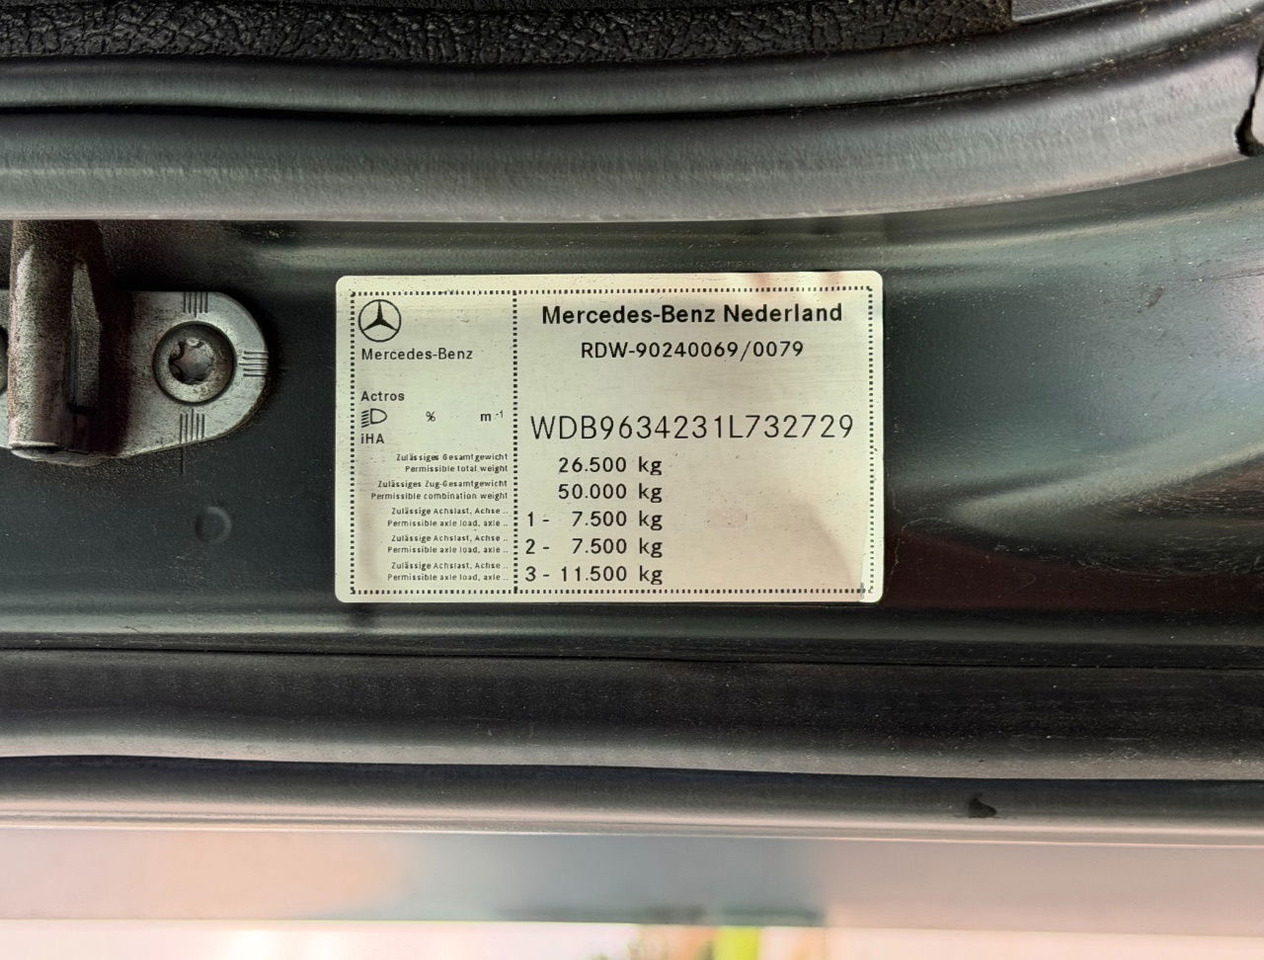 Mercedes-Benz Nederland
RDW-90240069/0079
Mercedes-Benz
Actros
% m⁻¹
iHA
WDB9634231L732729
Zulässiges Gesamtgewicht
Permissible total weight
26.500 kg
Zulässiges Zug-Gesamtgewicht
Permissible combination weight
50.000 kg
Zulässige Achslast, Achse ..
Permissible axle load, axle ..
1 - 7.500 kg
Zulässige Achslast, Achse ..
Permissible axle load, axle ..
2 - 7.500 kg
Zulässige Achslast, Achse ..
Permissible axle load, axle ..
3 - 11.500 kg